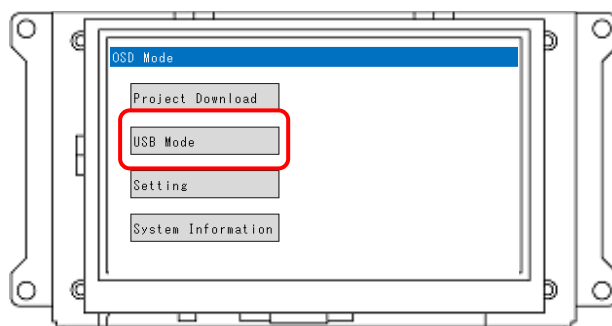 OSD Mode
Project Download
USB Mode
Setting
System Information